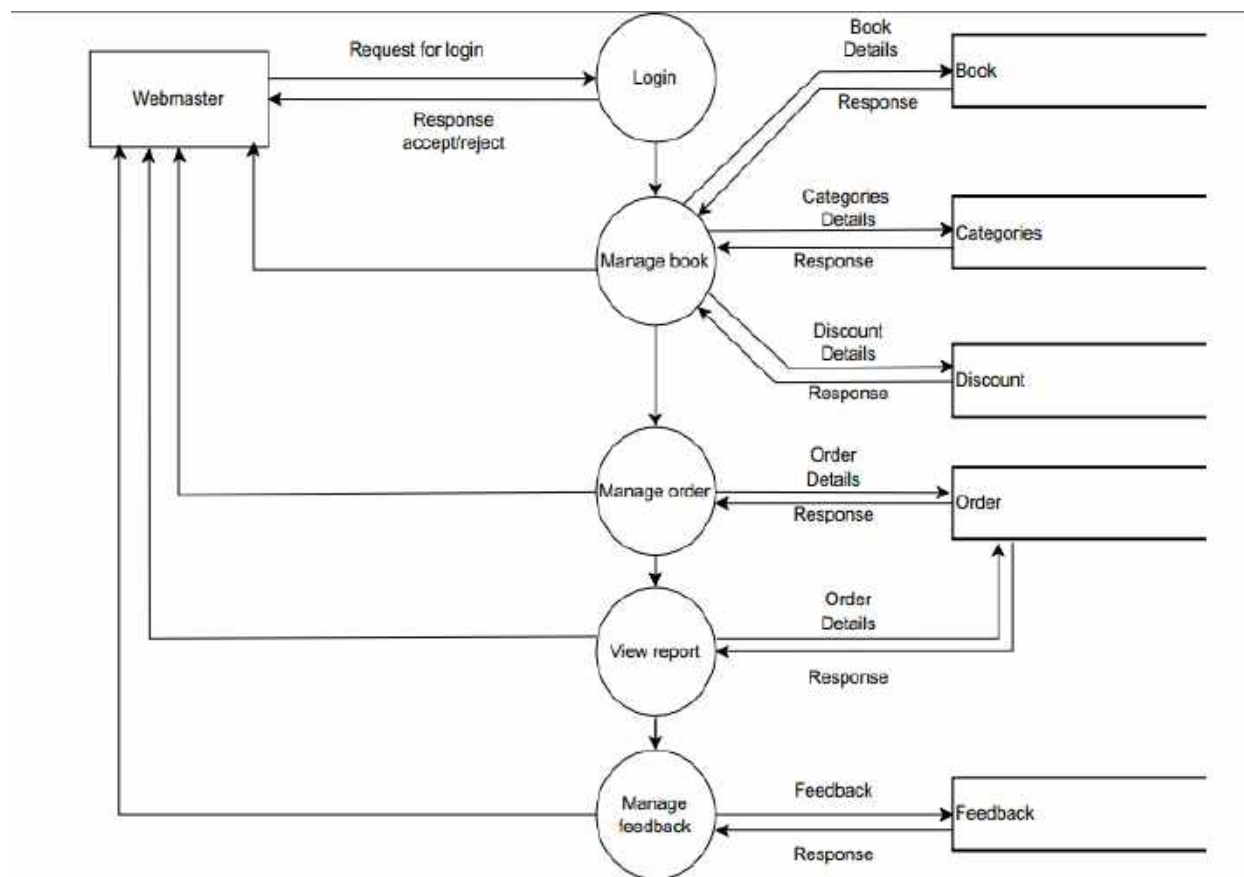 Webmaster
Request for login
Response
accept/reject
Login
Book
Details
Response
Book
Manage book
Categories
Details
Response
Categories
Discount
Details
Response
Discount
Manage order
Order
Details
Response
Order
View report
Order
Details
Response
Manage
feedback
Feedback
Response
Feedback